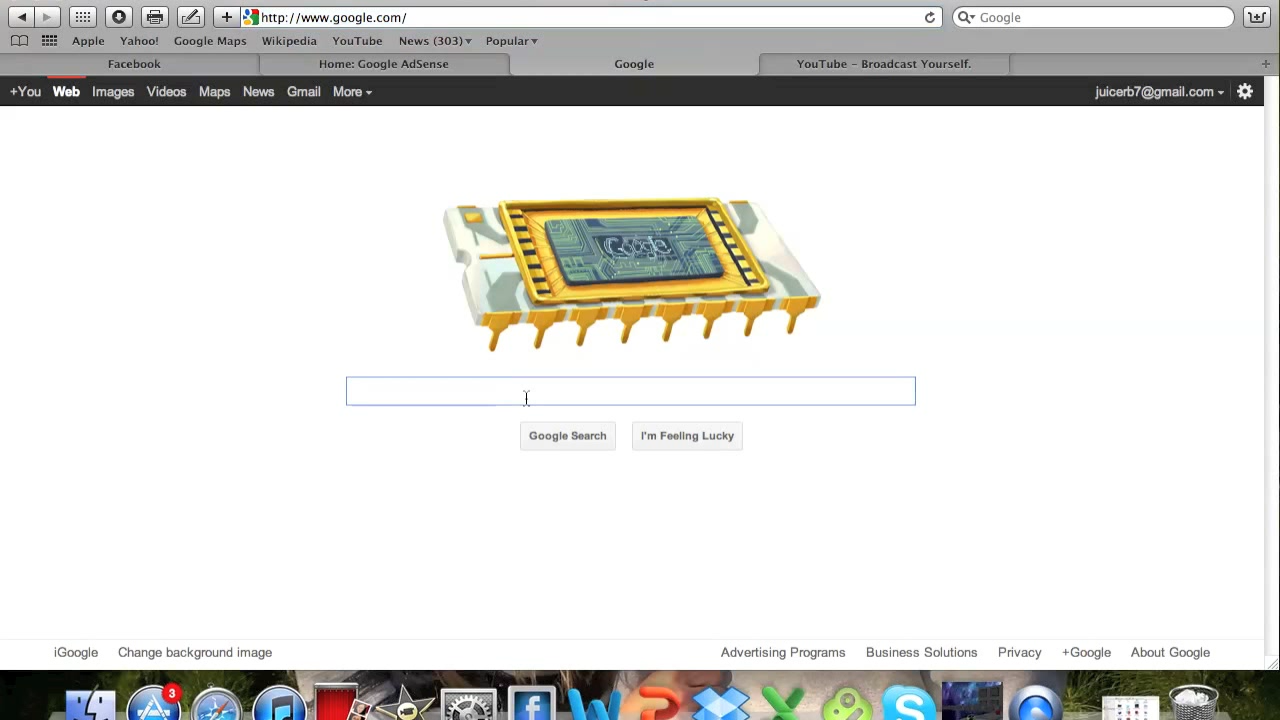 http://www.google.com/
Google
Apple Yahoo! Google Maps Wikipedia YouTube News (303) Popular
Facebook Home: Google AdSense Google YouTube - Broadcast Yourself.
+You Web Images Videos Maps News Gmail More juicerb7@gmail.com
Google
Google Search I'm Feeling Lucky
iGoogle Change background image Advertising Programs Business Solutions Privacy +Google About Google
3